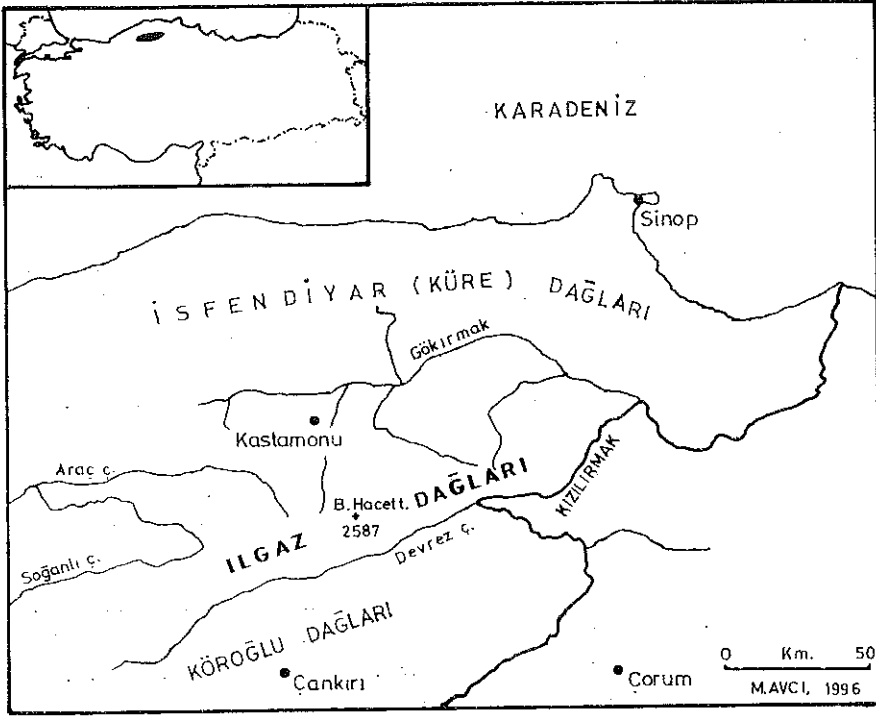 KARADENİZ
Sinop
İSFENDİYAR (KÜRE) DAĞLARI
Gökırmak
Kastamonu
Araç ç.
KIZILIRMAK
B. Hacett.
2587
ILGAZ DAĞLARI
Devrez ç.
Soğanlı ç.
KÖROĞLU DAĞLARI
Çankırı
Çorum
0 Km. 50
M.AVCI, 1996